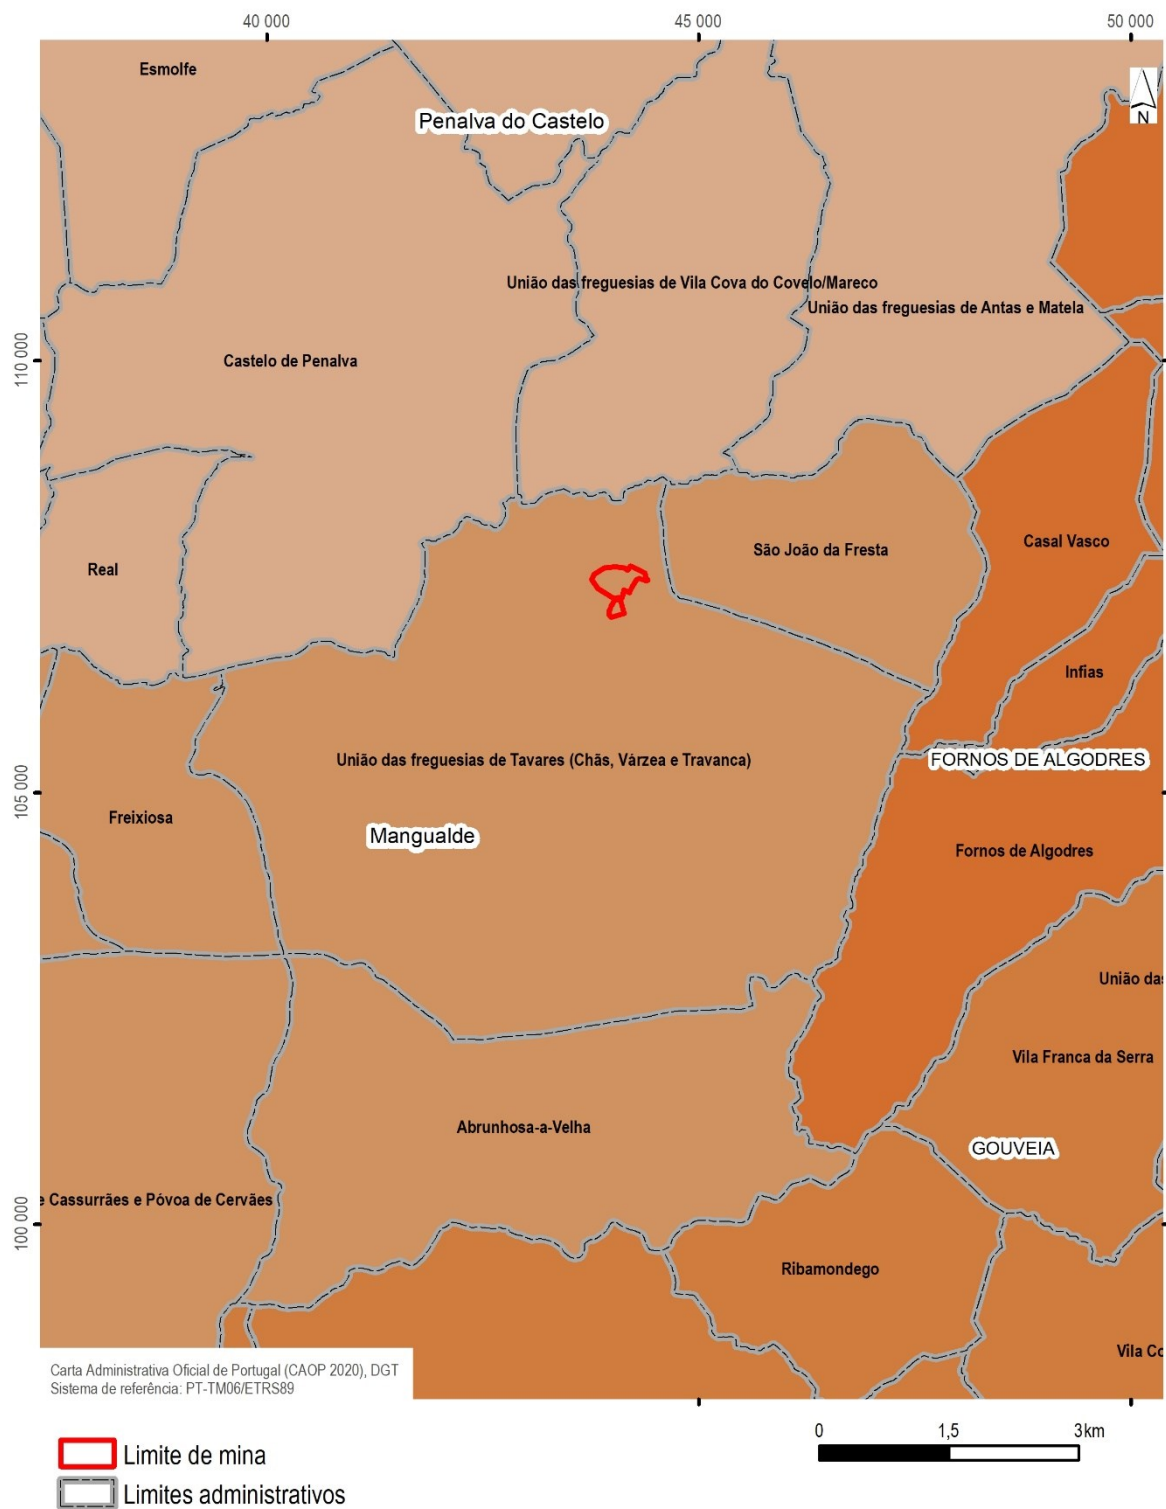 40 000
45 000
50 000
Esmolfe
N
Penalva do Castelo
União das freguesias de Vila Cova do Covelo/Mareco
União das freguesias de Antas e Matela
110 000
Castelo de Penalva
Real
São João da Fresta
Casal Vasco
Infias
União das freguesias de Tavares (Chãs, Várzea e Travanca)
FORNOS DE ALGODRES
105 000
Freixiosa
Mangualde
Fornos de Algodres
União das
Vila Franca da Serra
Abrunhosa-a-Velha
GOUVEIA
e Cassurrães e Póvoa de Cervães
100 000
Ribamondego
Vila Co
Carta Administrativa Oficial de Portugal (CAOP 2020), DGT
Sistema de referência: PT-TM06/ETRS89
Limite de mina
Limites administrativos
0 1,5 3km